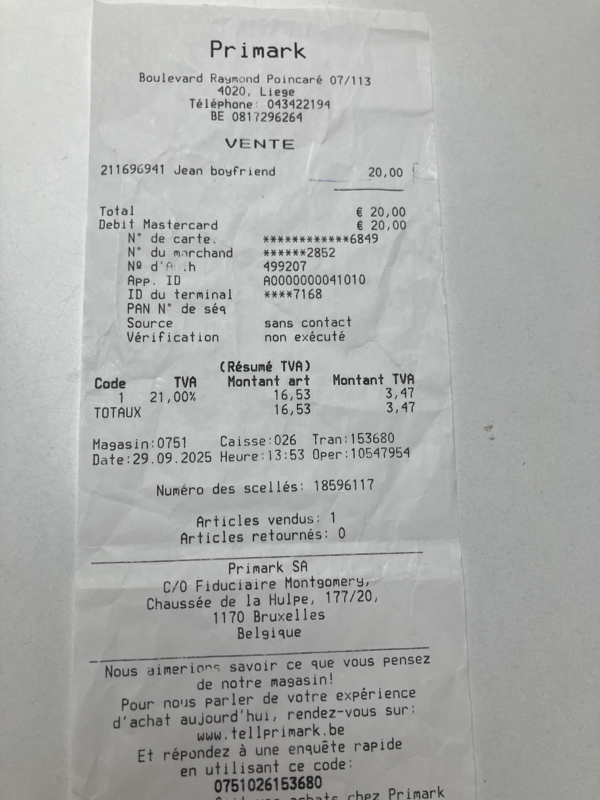 Primark
Boulevard Raymond Poincaré 07/113
4020, Liege
Téléphone: 043422194
BE 0817296264
VENTE
211696941 Jean boyfriend 20,00
Total € 20,00
Debit Mastercard € 20,00
N° de carte. ************6849
N° du marchand ******2852
Nº 499207
App. ID A0000000041010
ID du terminal ****7168
PAN N° de séq
Source sans contact
Vérification non exécuté
(Résumé TVA)
Code TVA Montant art Montant TVA
1 21,00% 16,53 3,47
TOTAUX 16,53 3,47
Magasin:0751 Caisse:026 Tran:153680
Date:29.09.2025 Heure:13:53 Oper:10547954
Numéro des scellés: 18596117
Articles vendus: 1
Articles retournés: 0
Primark SA
C/O Fiduciaire Montgomery,
Chaussée de la Hulpe, 177/20,
1170 Bruxelles
Belgique
Nous aimerions savoir ce que vous pensez
de notre magasin!
Pour nous parler de votre expérience
d'achat aujourd'hui, rendez-vous sur:
www.tellprimark.be
Et répondez à une enquête rapide
en utilisant ce code:
0751026153680
achats chez Primark